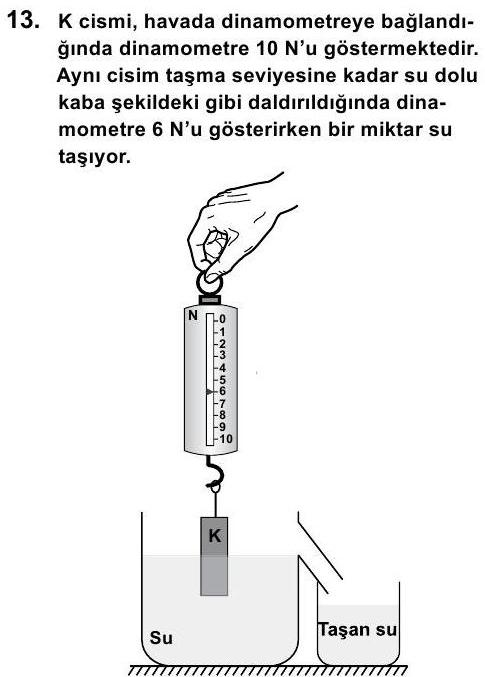 13. K cismi, havada dinamometreye bağlandı-
ğında dinamometre 10 N’u göstermektedir.
Aynı cisim taşma seviyesine kadar su dolu
kaba şekildeki gibi daldırıldığında dina-
mometre 6 N’u gösterirken bir miktar su
taşıyor.
N
0
1
2
3
4
5
6
7
8
9
10
K
Su
Taşan su